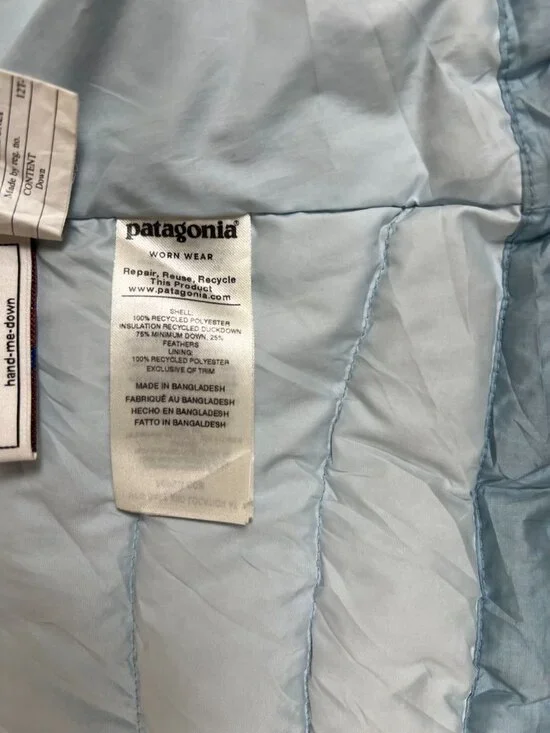 12T-
Made by reg. no.
CONTENT
Down
hand-me-down
patagonia®
WORN WEAR
Repair, Reuse, Recycle
This Product
www.patagonia.com
SHELL:
100% RECYCLED POLYESTER
INSULATION RECYCLED DUCKDOWN
75% MINIMUM DOWN, 25%
FEATHERS
LINING:
100% RECYCLED POLYESTER
EXCLUSIVE OF TRIM
MADE IN BANGLADESH
FABRIQUÉ AU BANGLADESH
HECHO EN BANGLADESH
FATTO IN BANGALDESH